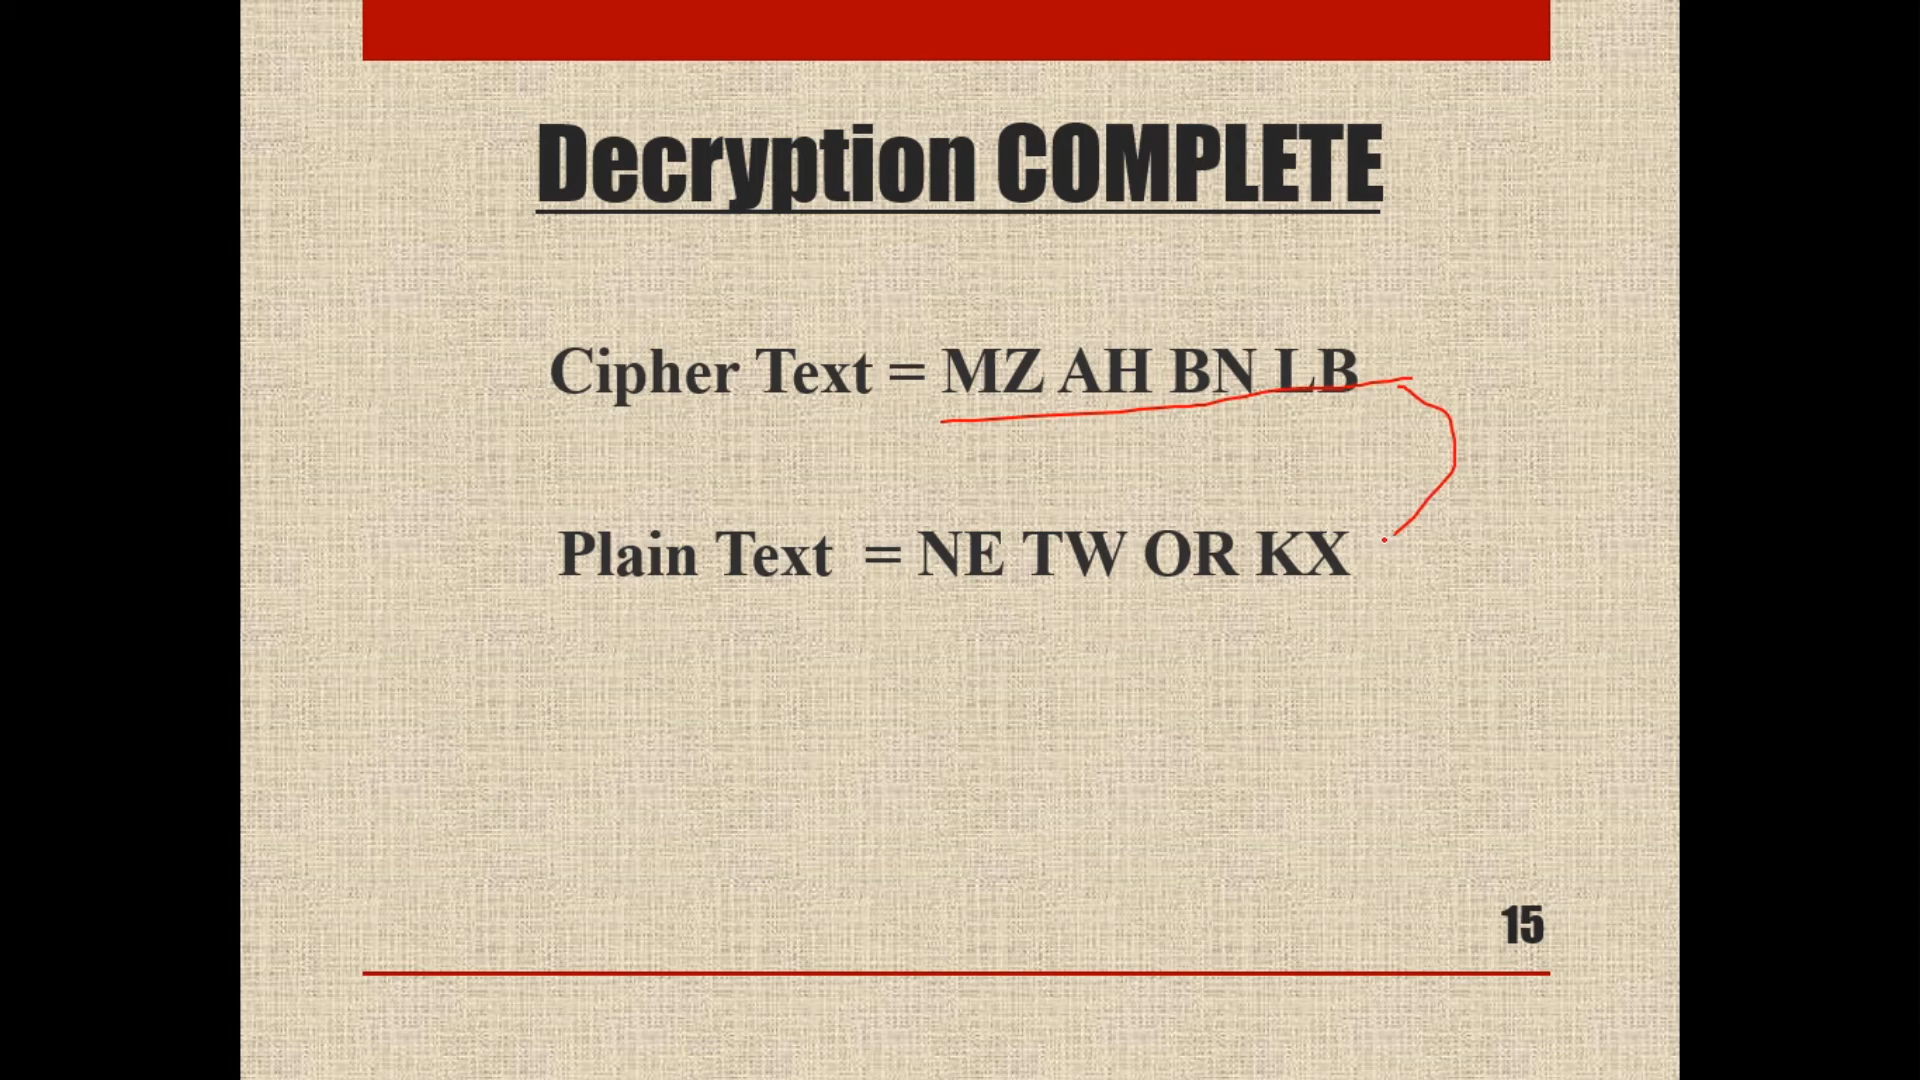 Decryption COMPLETE
Cipher Text = MZ AH BN LB
Plain Text = NE TW OR KX
15